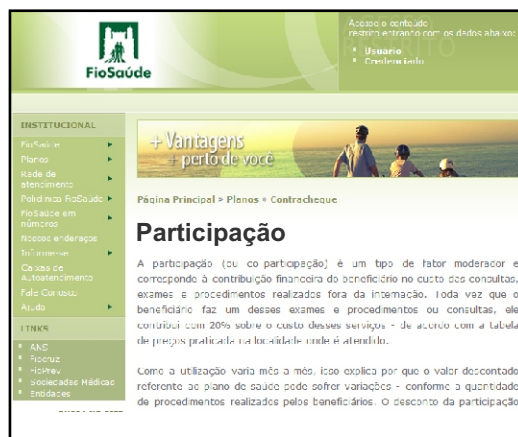 FioSaúde
Acesso o conteúdo
restrito entrando com os dados abaixo:
Usuário
Credenciado
INSTITUCIONAL
FioSaúde
Planos
Rede de
atendimento
Policlínica FioSaúde
FioSaúde em
números
Nossos endereços
Informe-se
Caixas de
Autoatendimento
Fale Conosco
Ajuda
LINKS
ANS
Fiocruz
FioPrev
Sociedades Médicas
Entidades
+ Vantagens
+ perto de você
Página Principal > Planos » Contracheque
Participação
A participação (ou co-participação) é um tipo de fator moderador e
corresponde à contribuição financeira do beneficiário no custo das consultas,
exames e procedimentos realizados fora da internação. Toda vez que o
beneficiário faz um desses exames e procedimentos ou consultas, ele
contribui com 20% sobre o custo desses serviços - de acordo com a tabela
de preços praticada na localidade onde é atendido.
Como a utilização varia mês a mês, isso explica por que o valor descontado
referente ao plano de saúde pode sofrer variações - conforme a quantidade
de procedimentos realizados pelos beneficiários. O desconto da participação